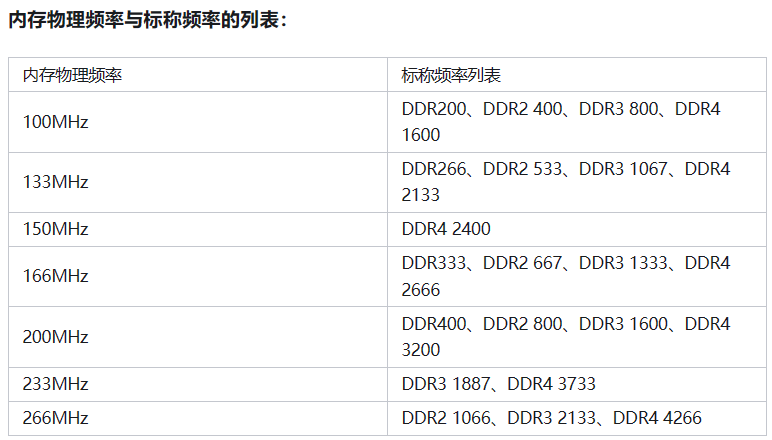 内存物理频率与标称频率的列表：
内存物理频率
标称频率列表
100MHz
DDR200、DDR2 400、DDR3 800、DDR4
1600
133MHz
DDR266、DDR2 533、DDR3 1067、DDR4
2133
150MHz
DDR4 2400
166MHz
DDR333、DDR2 667、DDR3 1333、DDR4
2666
200MHz
DDR400、DDR2 800、DDR3 1600、DDR4
3200
233MHz
DDR3 1887、DDR4 3733
266MHz
DDR2 1066、DDR3 2133、DDR4 4266